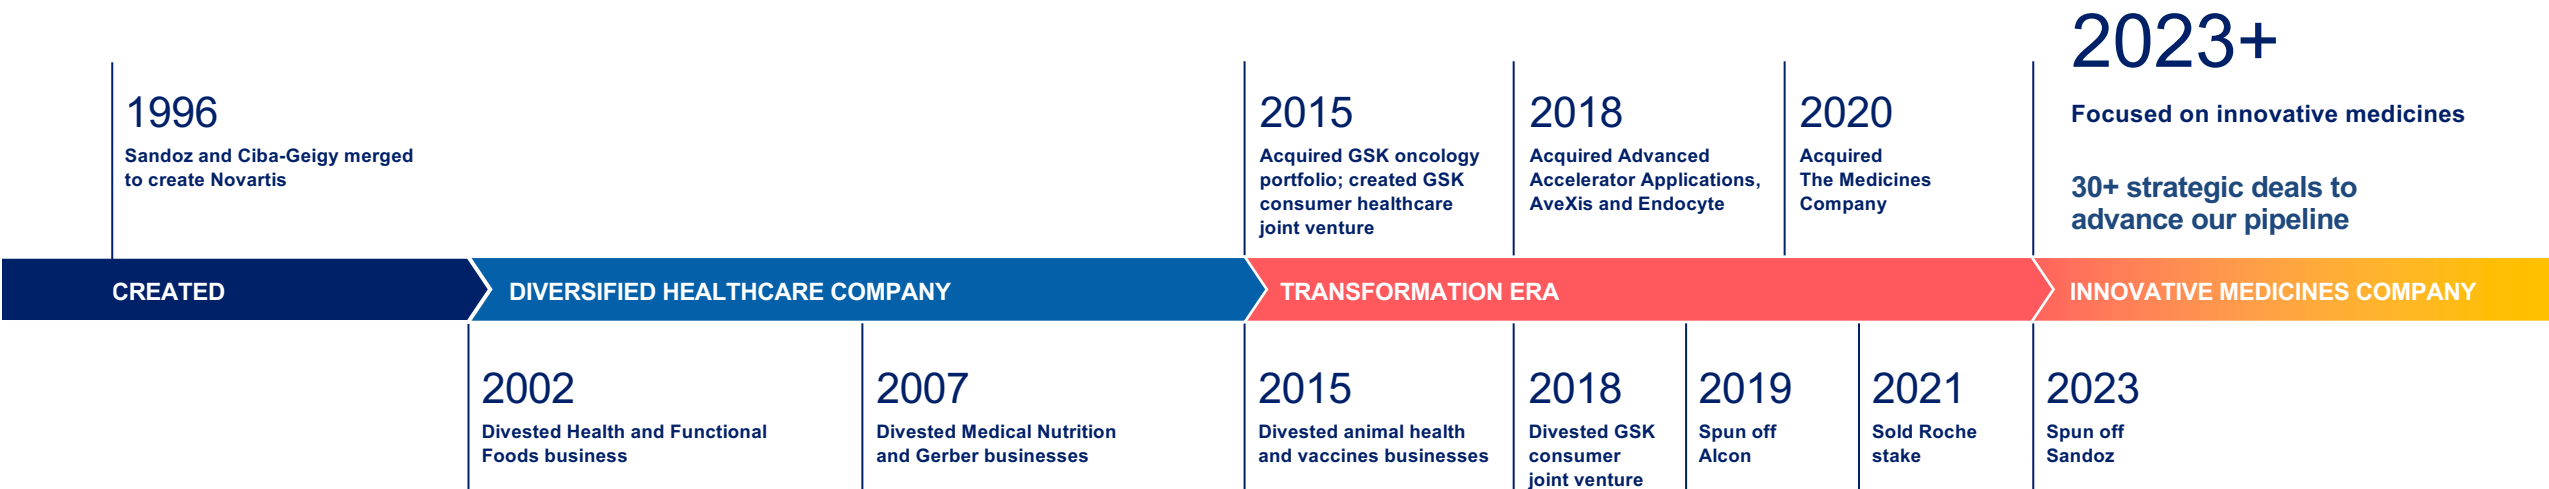 1996
Sandoz and Ciba-Geigy merged
to create Novartis
2015
Acquired GSK oncology
portfolio; created GSK
consumer healthcare
joint venture
2018
Acquired Advanced
Accelerator Applications,
AveXis and Endocyte
2020
Acquired
The Medicines
Company
2023+
Focused on innovative medicines
30+ strategic deals to
advance our pipeline
CREATED
DIVERSIFIED HEALTHCARE COMPANY
TRANSFORMATION ERA
INNOVATIVE MEDICINES COMPANY
2002
Divested Health and Functional
Foods business
2007
Divested Medical Nutrition
and Gerber businesses
2015
Divested animal health
and vaccines businesses
2018
Divested GSK
consumer
joint venture
2019
Spun off
Alcon
2021
Sold Roche
stake
2023
Spun off
Sandoz